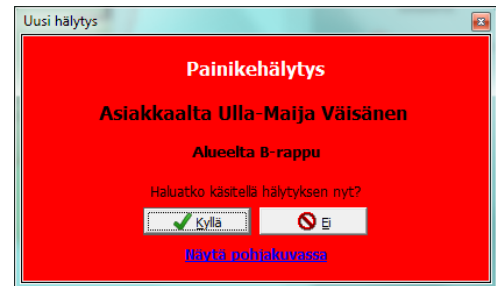 Uusi hälytys
Painikehälytys
Asiakkaalta Ulla-Maija Väisänen
Alueelta B-rappu
Haluatko käsitellä hälytyksen nyt?
Kyllä Ei
Näytä pohjakuvassa